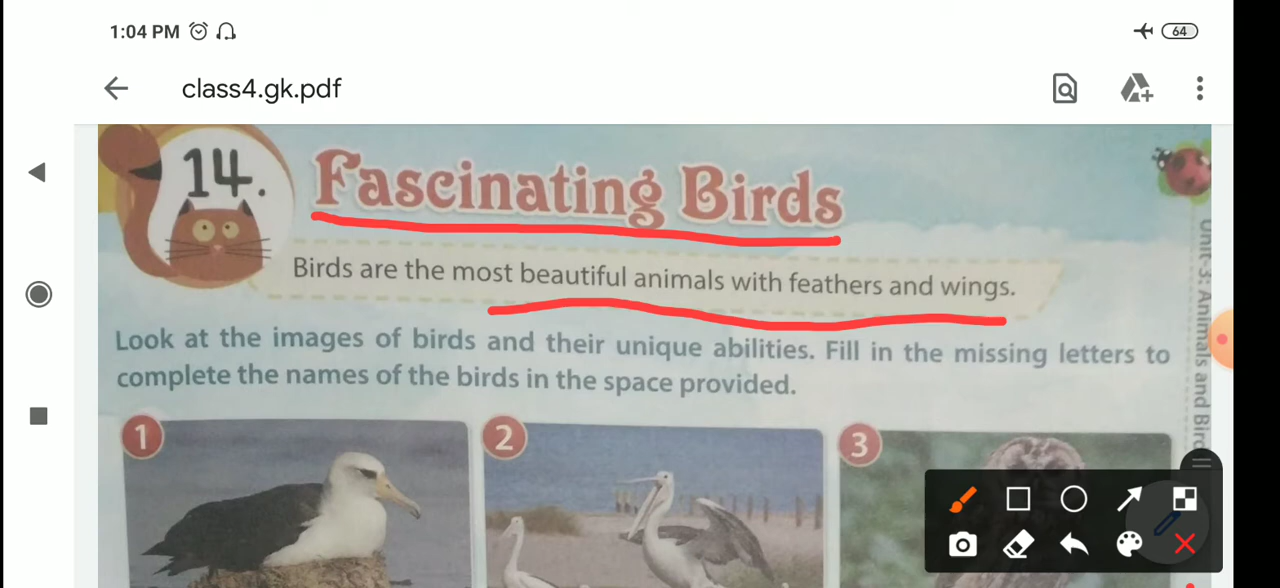 1:04 PM
64
class4.gk.pdf
14.
Fascinating Birds
Birds are the most beautiful animals with feathers and wings.
Look at the images of birds and their unique abilities. Fill in the missing letters to
complete the names of the birds in the space provided.
1
2
3
Unit-3: Animals and